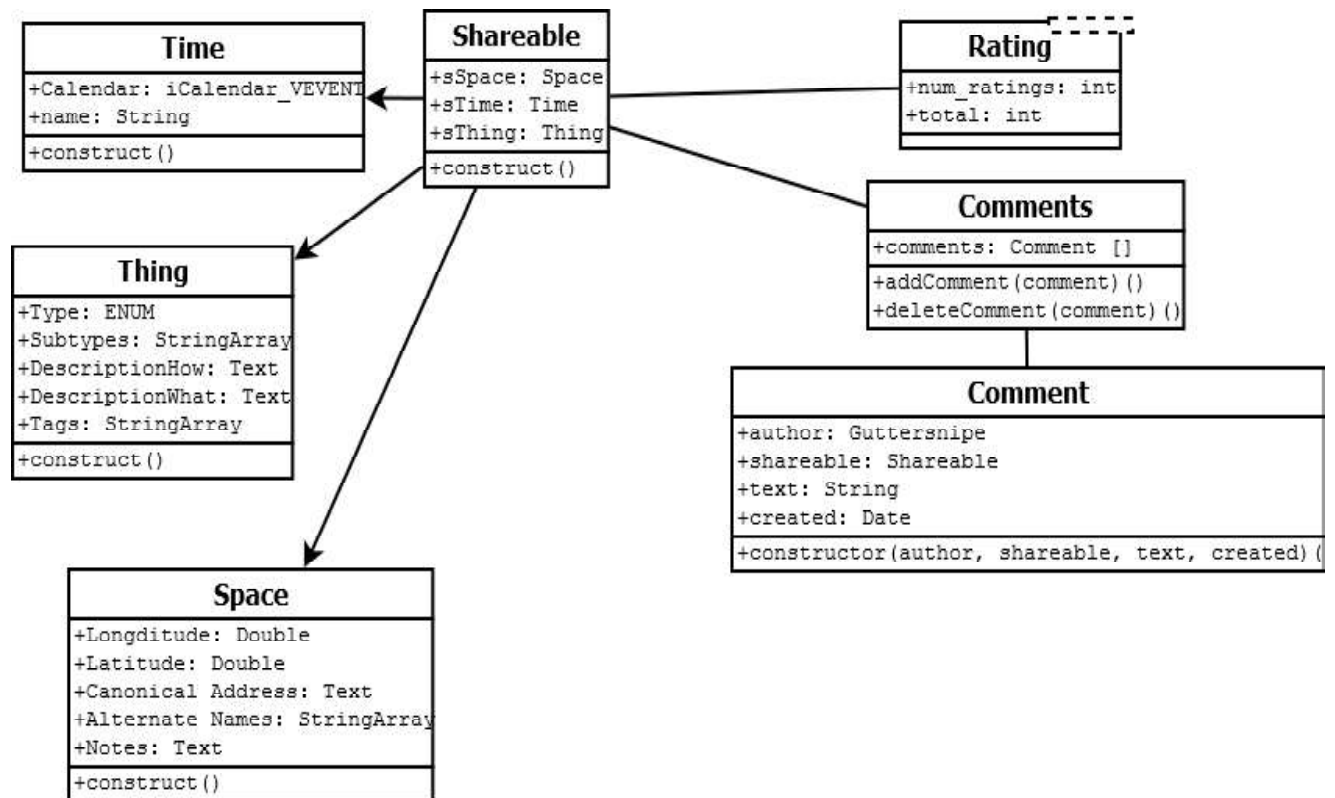 Time
+Calendar: iCalendar_VEVENT
+name: String
+construct()
Shareable
+sSpace: Space
+sTime: Time
+sThing: Thing
+construct()
Rating
+num_ratings: int
+total: int
Comments
+comments: Comment []
+addComment(comment)()
+deleteComment(comment)()
Thing
+Type: ENUM
+Subtypes: StringArray
+DescriptionHow: Text
+DescriptionWhat: Text
+Tags: StringArray
+construct()
Comment
+author: Guttersnipe
+shareable: Shareable
+text: String
+created: Date
+constructor(author, shareable, text, created)(
Space
+Longditude: Double
+Latitude: Double
+Canonical Address: Text
+Alternate Names: StringArray
+Notes: Text
+construct()